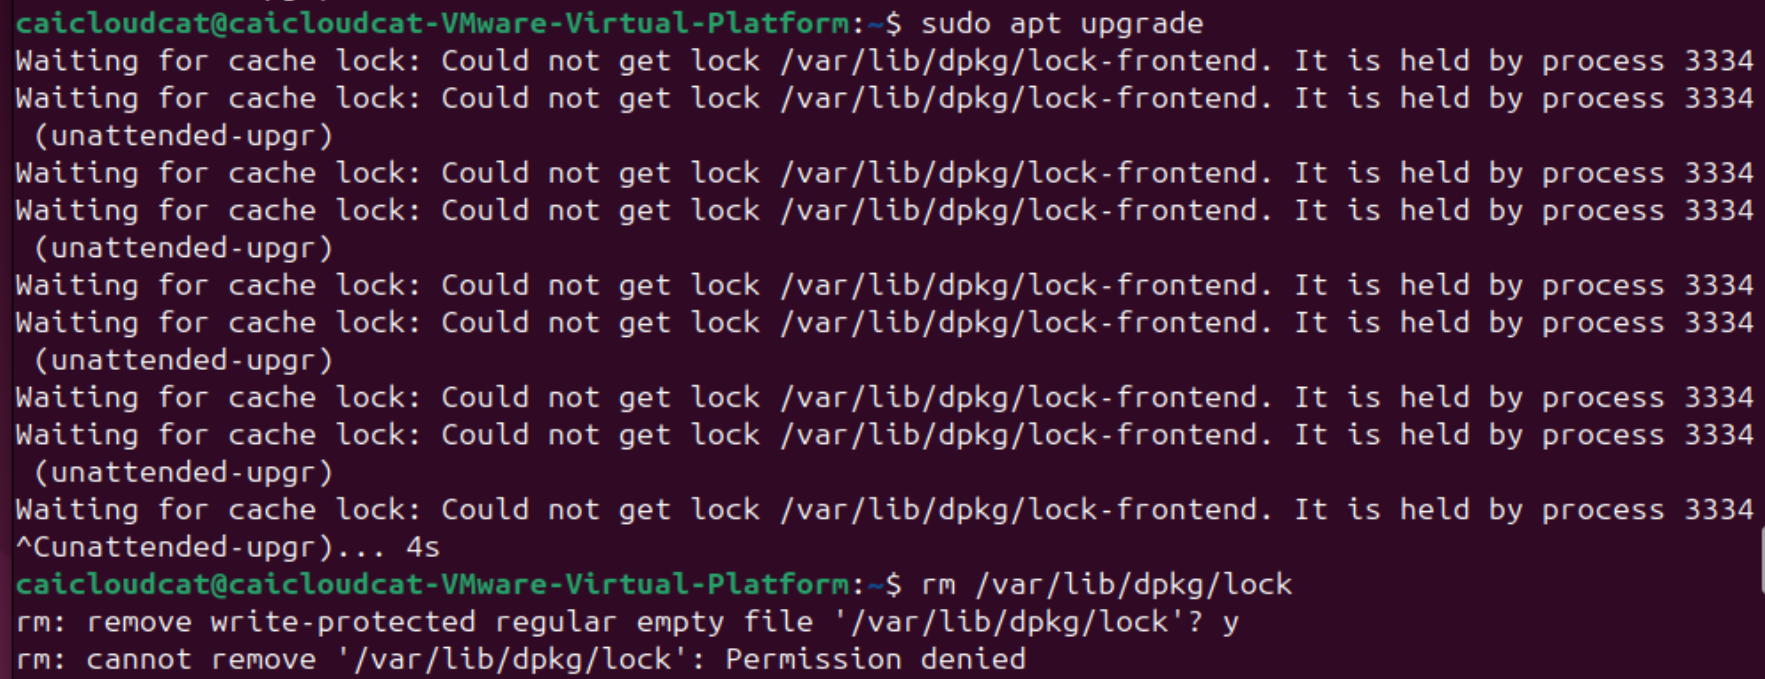 caicloudcat@caicloudcat-VMware-Virtual-Platform:~$ sudo apt upgrade
Waiting for cache lock: Could not get lock /var/lib/dpkg/lock-frontend. It is held by process 3334
Waiting for cache lock: Could not get lock /var/lib/dpkg/lock-frontend. It is held by process 3334
 (unattended-upgr)
Waiting for cache lock: Could not get lock /var/lib/dpkg/lock-frontend. It is held by process 3334
Waiting for cache lock: Could not get lock /var/lib/dpkg/lock-frontend. It is held by process 3334
 (unattended-upgr)
Waiting for cache lock: Could not get lock /var/lib/dpkg/lock-frontend. It is held by process 3334
Waiting for cache lock: Could not get lock /var/lib/dpkg/lock-frontend. It is held by process 3334
 (unattended-upgr)
Waiting for cache lock: Could not get lock /var/lib/dpkg/lock-frontend. It is held by process 3334
Waiting for cache lock: Could not get lock /var/lib/dpkg/lock-frontend. It is held by process 3334
 (unattended-upgr)
Waiting for cache lock: Could not get lock /var/lib/dpkg/lock-frontend. It is held by process 3334
^Cunattended-upgr)... 4s
caicloudcat@caicloudcat-VMware-Virtual-Platform:~$ rm /var/lib/dpkg/lock
rm: remove write-protected regular empty file '/var/lib/dpkg/lock'? y
rm: cannot remove '/var/lib/dpkg/lock': Permission denied